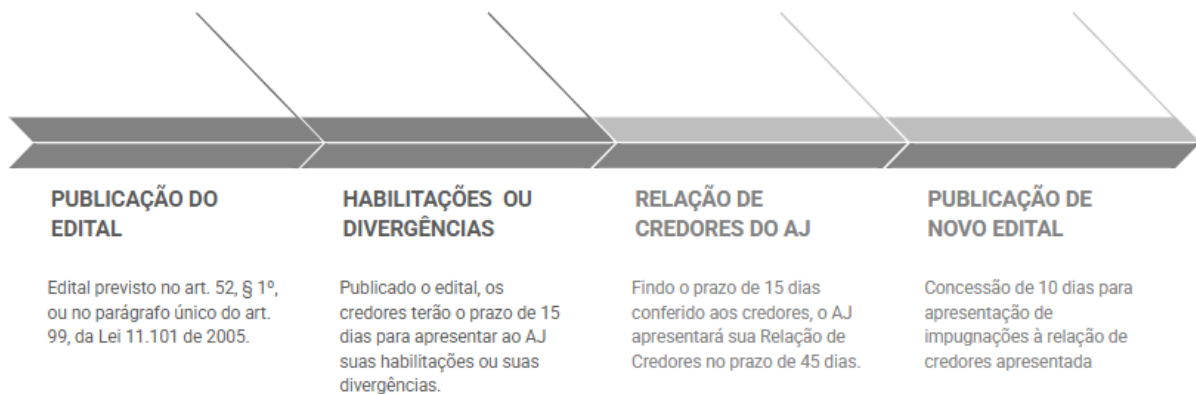 PUBLICAÇÃO DO
EDITAL
Edital previsto no art. 52, § 1º,
ou no parágrafo único do art.
99, da Lei 11.101 de 2005.
HABILITAÇÕES OU
DIVERGÊNCIAS
Publicado o edital, os
credores terão o prazo de 15
dias para apresentar ao AJ
suas habilitações ou suas
divergências.
RELAÇÃO DE
CREDORES DO AJ
Findo o prazo de 15 dias
conferido aos credores, o AJ
apresentará sua Relação de
Credores no prazo de 45 dias.
PUBLICAÇÃO DE
NOVO EDITAL
Concessão de 10 dias para
apresentação de
impugnações à relação de
credores apresentada